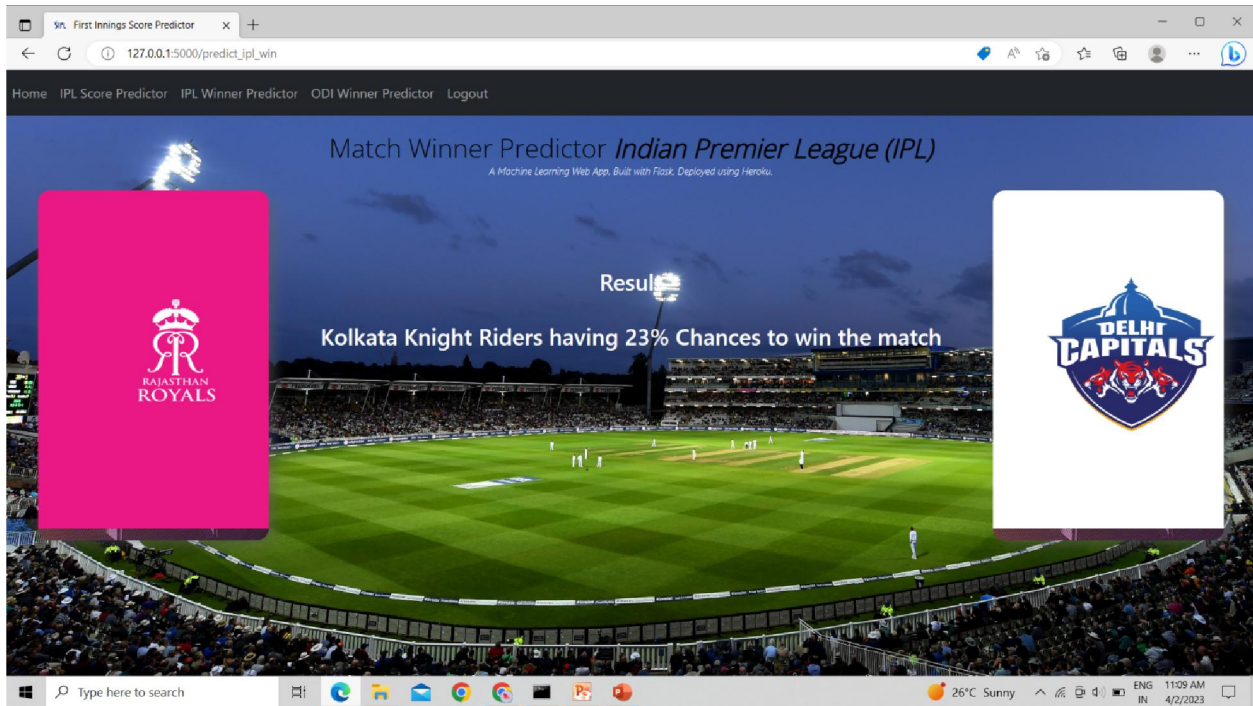 First Innings Score Predictor
127.0.0.1:5000/predict_ipl_win
Home IPL Score Predictor IPL Winner Predictor ODI Winner Predictor Logout
Match Winner Predictor Indian Premier League (IPL)
A Machine Learning Web App, Built with Flask, Deployed using Heroku.
Result
Kolkata Knight Riders having 23% Chances to win the match
RAJASTHAN
ROYALS
DELHI
CAPITALS
Type here to search
26°C Sunny
ENG
IN
11:09 AM
4/2/2023